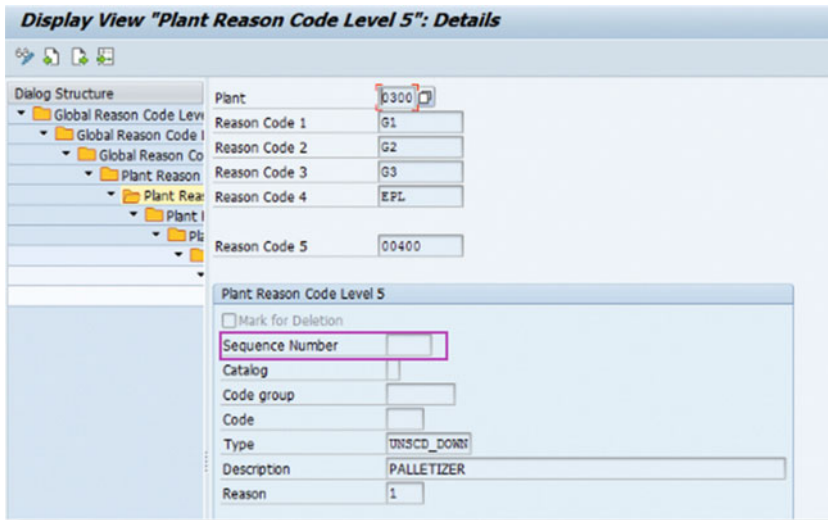 Display View "Plant Reason Code Level 5": Details
Dialog Structure
Global Reason Code Leve
Global Reason Code l
Global Reason Co
Plant Reason
Plant Reas
Plant
Pla
Plant 0300
Reason Code 1 G1
Reason Code 2 G2
Reason Code 3 G3
Reason Code 4 EPL
Reason Code 5 00400
Plant Reason Code Level 5
Mark for Deletion
Sequence Number
Catalog
Code group
Code
Type UNSCD_DOWN
Description PALLETIZER
Reason 1